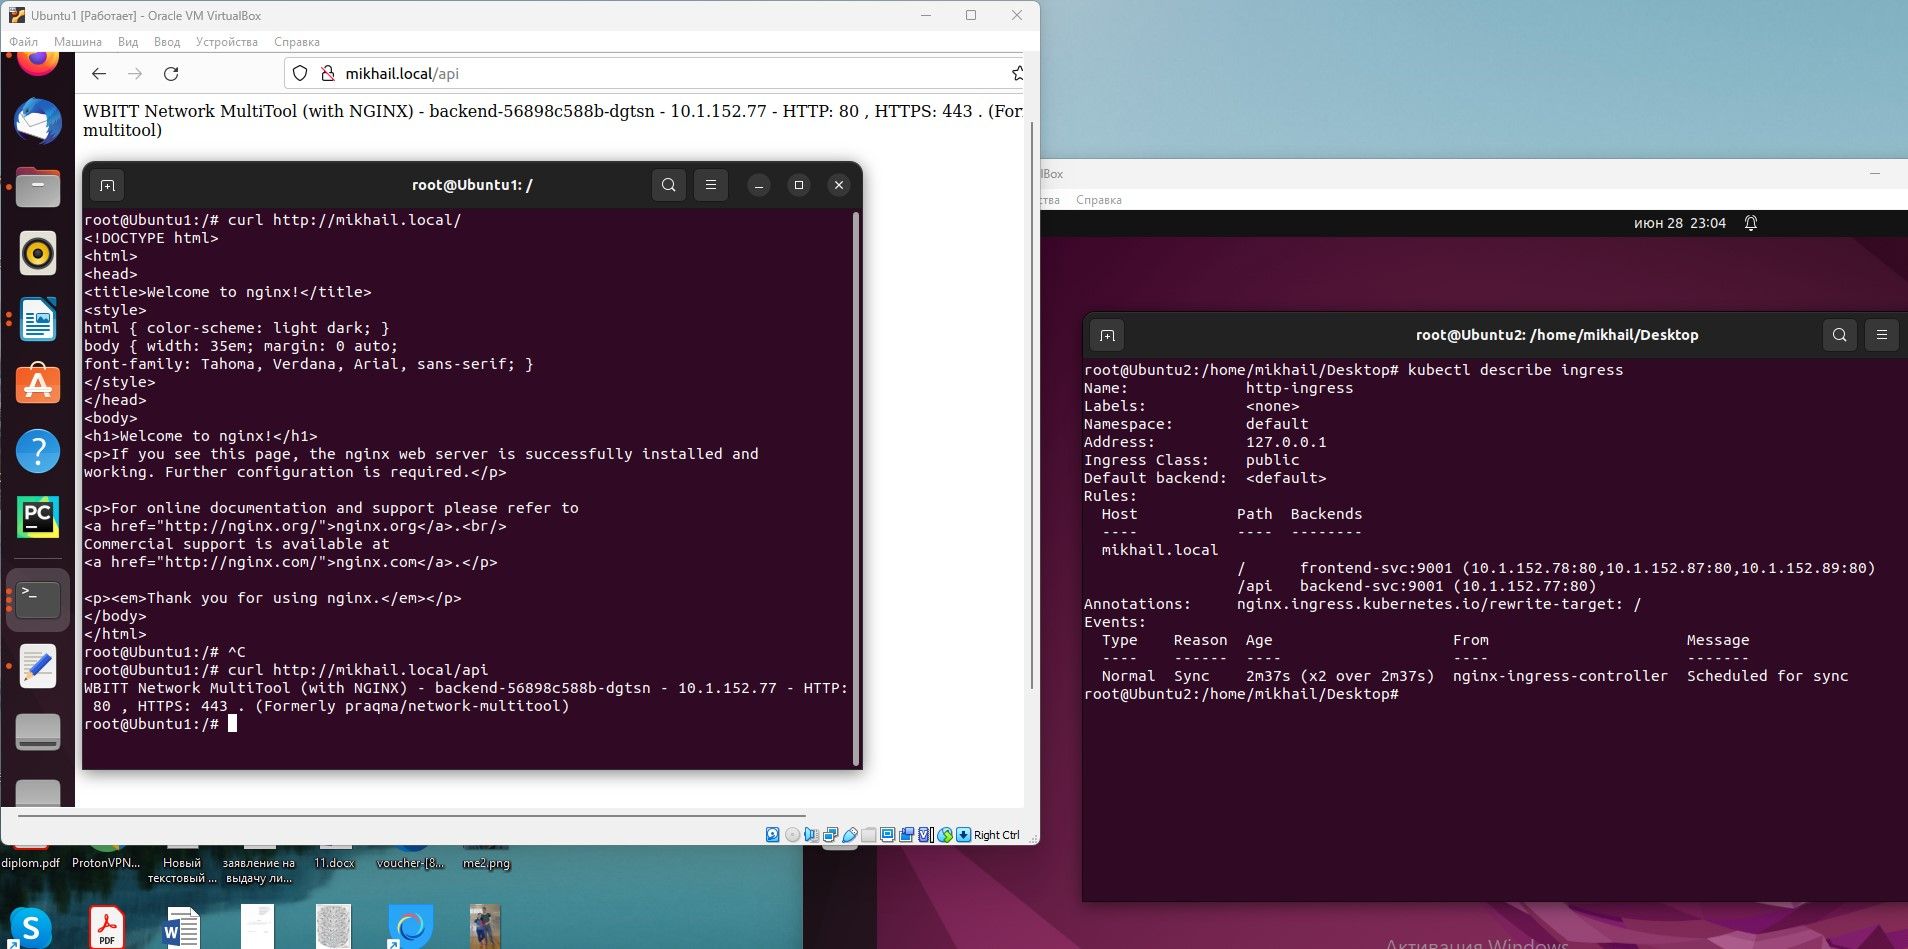 Ubuntu1 [Работает] - Oracle VM VirtualBox
Файл Машина Вид Ввод Устройства Справка
mikhail.local/api
WBITT Network MultiTool (with NGINX) - backend-56898c588b-dgtsn - 10.1.152.77 - HTTP: 80 , HTTPS: 443 . (For
multitool)
root@Ubuntu1: /
root@Ubuntu1:/# curl http://mikhail.local/
<!DOCTYPE html>
<html>
<head>
<title>Welcome to nginx!</title>
<style>
html { color-scheme: light dark; }
body { width: 35em; margin: 0 auto;
font-family: Tahoma, Verdana, Arial, sans-serif; }
</style>
</head>
<body>
<h1>Welcome to nginx!</h1>
<p>If you see this page, the nginx web server is successfully installed and
working. Further configuration is required.</p>
<p>For online documentation and support please refer to
<a href="http://nginx.org/">nginx.org</a>.<br/>
Commercial support is available at
<a href="http://nginx.com/">nginx.com</a>.</p>
<p><em>Thank you for using nginx.</em></p>
</body>
</html>
root@Ubuntu1:/# ^C
root@Ubuntu1:/# curl http://mikhail.local/api
WBITT Network MultiTool (with NGINX) - backend-56898c588b-dgtsn - 10.1.152.77 - HTTP:
80 , HTTPS: 443 . (Formerly praqma/network-multitool)
root@Ubuntu1:/#
PC
Right Ctrl
lBox
тва Справка
июн 28 23:04
root@Ubuntu2: /home/mikhail/Desktop
root@Ubuntu2:/home/mikhail/Desktop# kubectl describe ingress
Name: http-ingress
Labels: <none>
Namespace: default
Address: 127.0.0.1
Ingress Class: public
Default backend: <default>
Rules:
Host Path Backends
---- ---- --------
mikhail.local
/ frontend-svc:9001 (10.1.152.78:80,10.1.152.87:80,10.1.152.89:80)
/api backend-svc:9001 (10.1.152.77:80)
Annotations: nginx.ingress.kubernetes.io/rewrite-target: /
Events:
Type Reason Age From Message
---- ------ ---- ---- -------
Normal Sync 2m37s (x2 over 2m37s) nginx-ingress-controller Scheduled for sync
root@Ubuntu2:/home/mikhail/Desktop#
diplom.pdf ProtonVPN... Новый текстовый ... заявление на выдачу ли... 11.docx voucher-[8... me2.png
PDF
Активация Windows